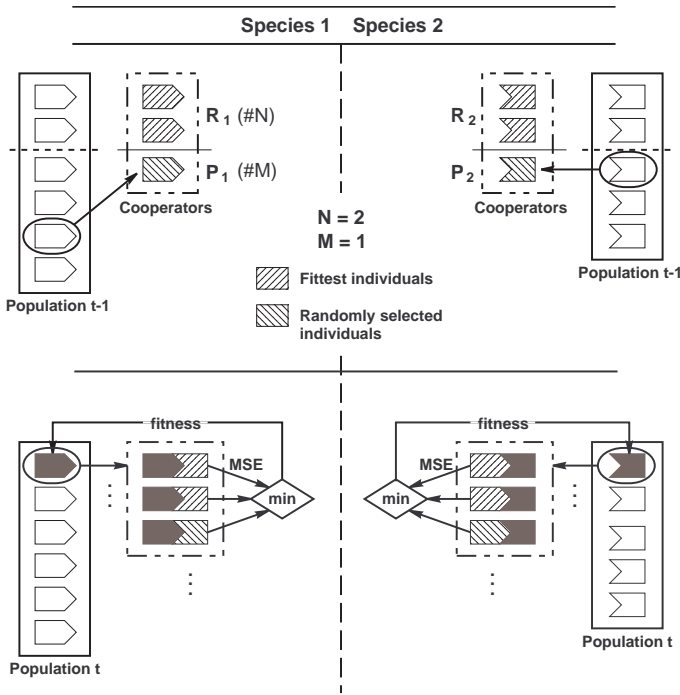 Species 1 Species 2
R 1 (#N)
P 1 (#M)
Cooperators
Population t-1
R 2
P 2
Cooperators
Population t-1
N = 2
M = 1
Fittest individuals
Randomly selected
individuals
fitness
MSE
min
Population t
fitness
MSE
min
Population t